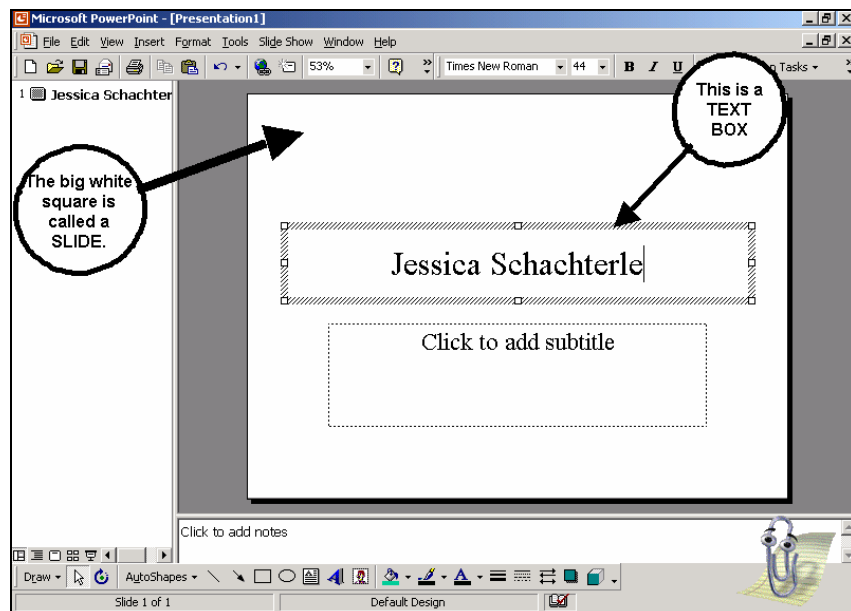 Microsoft PowerPoint - [Presentation1]
File Edit View Insert Format Tools Slide Show Window Help
53% Times New Roman 44 B I U Tasks
1 Jessica Schachter
This is a
TEXT
BOX
The big white
square is
called a
SLIDE.
Jessica Schachterle
Click to add subtitle
Click to add notes
Draw AutoShapes
Slide 1 of 1 Default Design